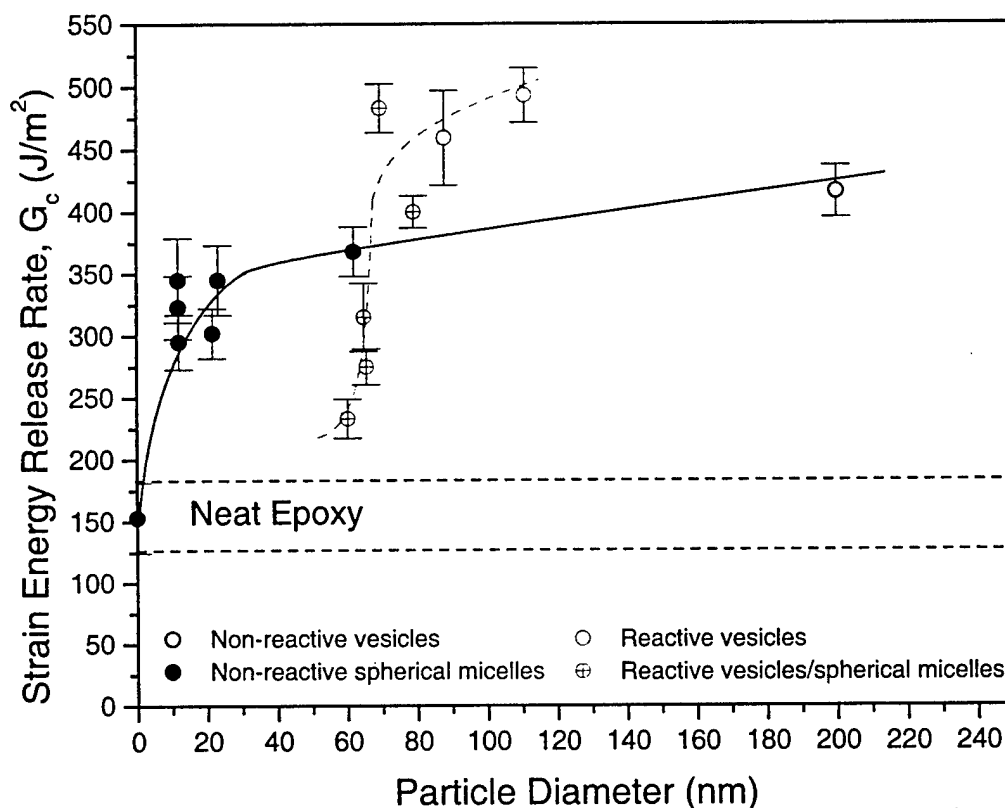 550
500
450
400
350
300
250
200
150
100
50
0
Strain Energy Release Rate, G_c (J/m²)
Neat Epoxy
Non-reactive vesicles
Reactive vesicles
Non-reactive spherical micelles
Reactive vesicles/spherical micelles
0 20 40 60 80 100 120 140 160 180 200 220 240
Particle Diameter (nm)